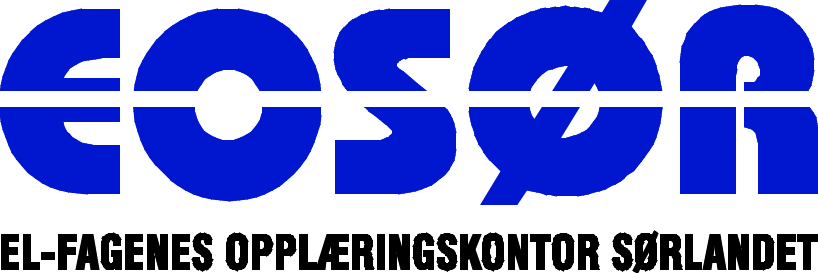 EOSØR
EL-FAGENES OPPLÆRINGSKONTOR SØRLANDET